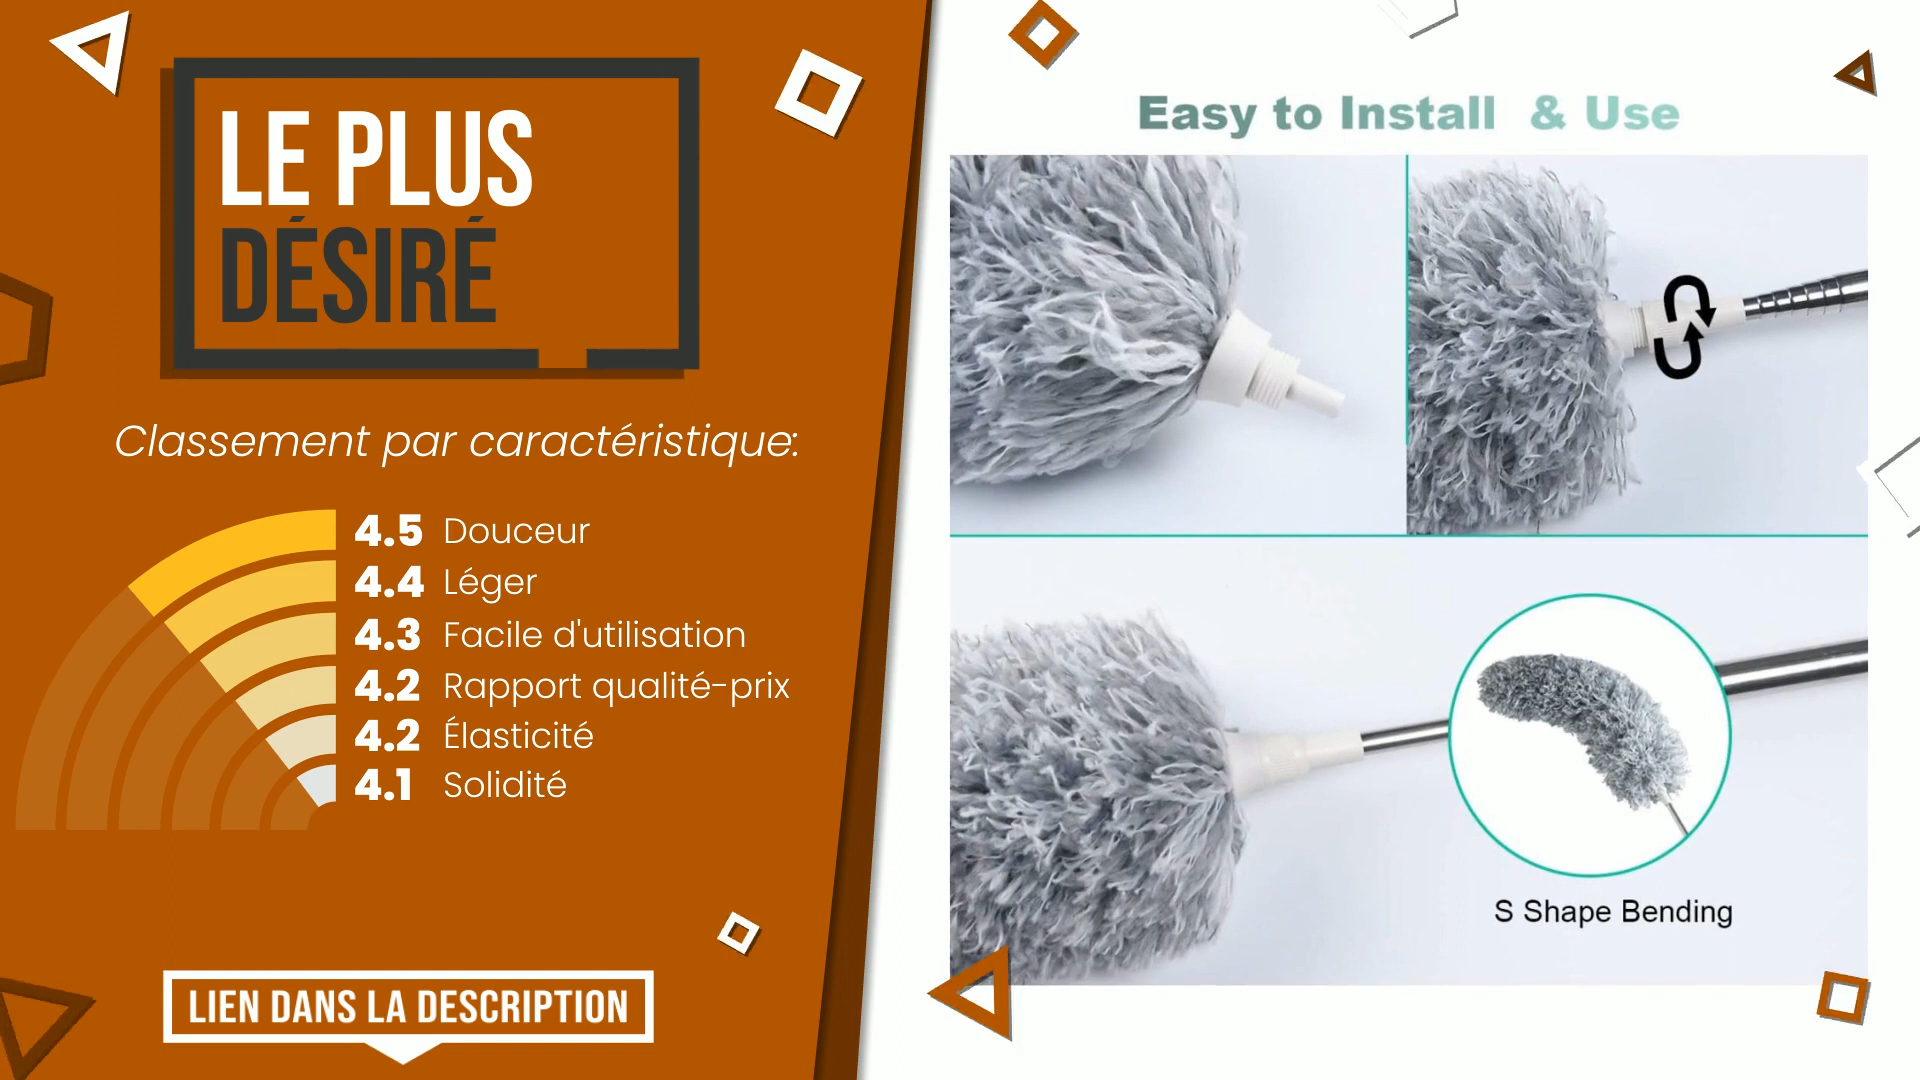 LE PLUS
DÉSIRÉ
Classement par caractéristique:
4.5 Douceur
4.4 Léger
4.3 Facile d'utilisation
4.2 Rapport qualité-prix
4.2 Élasticité
4.1 Solidité
LIEN DANS LA DESCRIPTION
Easy to Install & Use
S Shape Bending